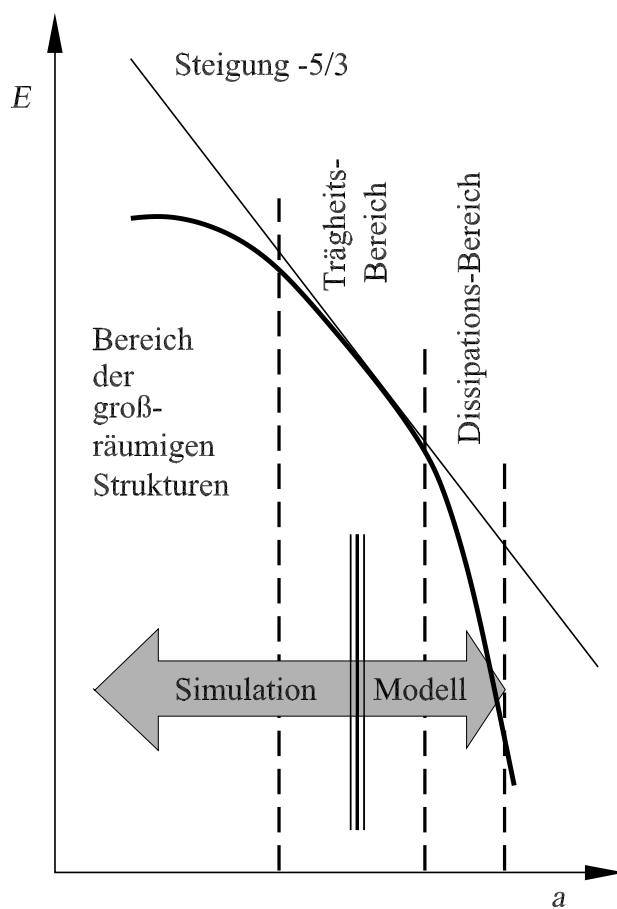 Steigung -5/3
E
Trägheits-
Bereich
Dissipations-Bereich
Bereich
der
groß-
räumigen
Strukturen
Simulation
Modell
a